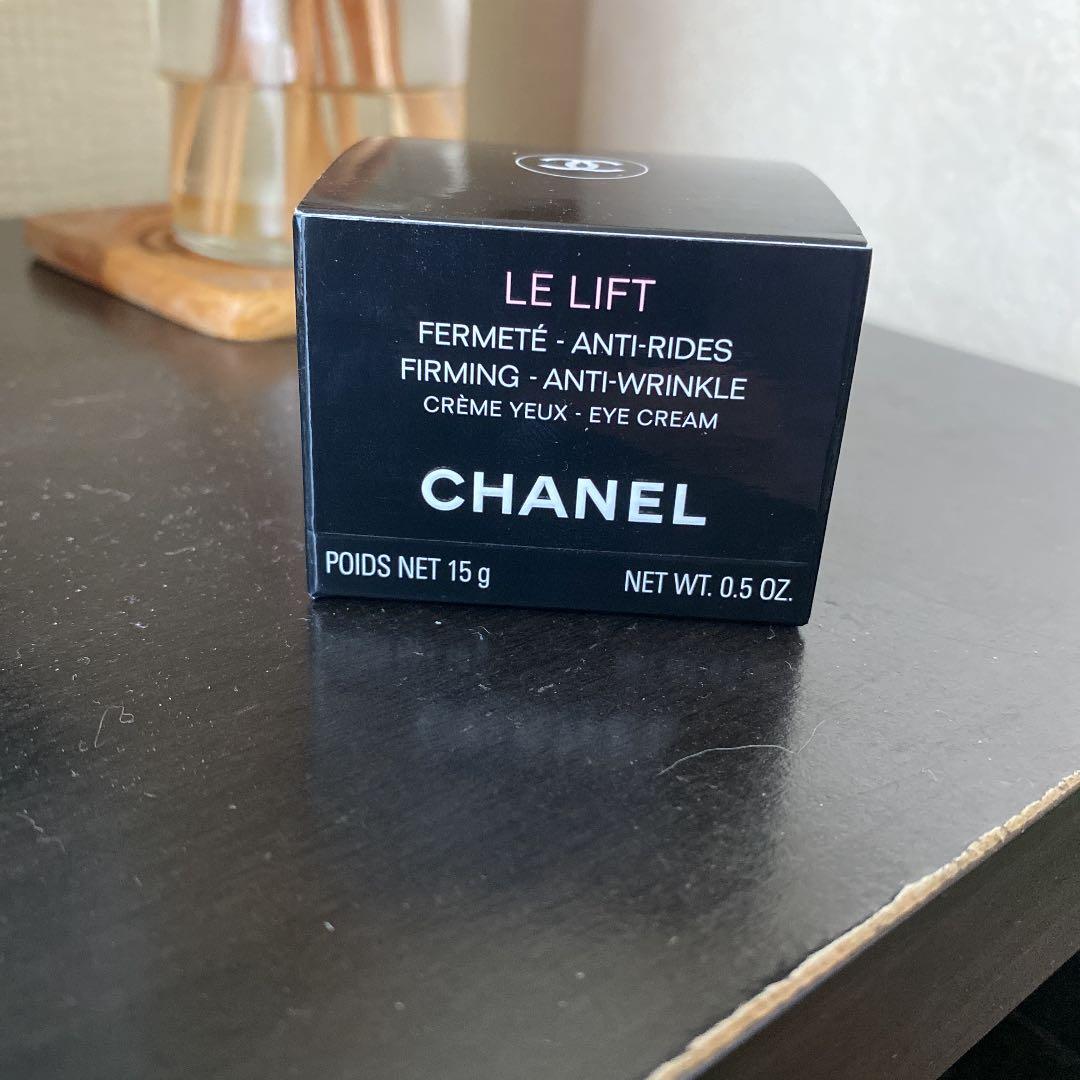 LE LIFT
FERMETÉ - ANTI-RIDES
FIRMING - ANTI-WRINKLE
CRÈME YEUX - EYE CREAM
CHANEL
POIDS NET 15 g NET WT. 0.5 OZ.